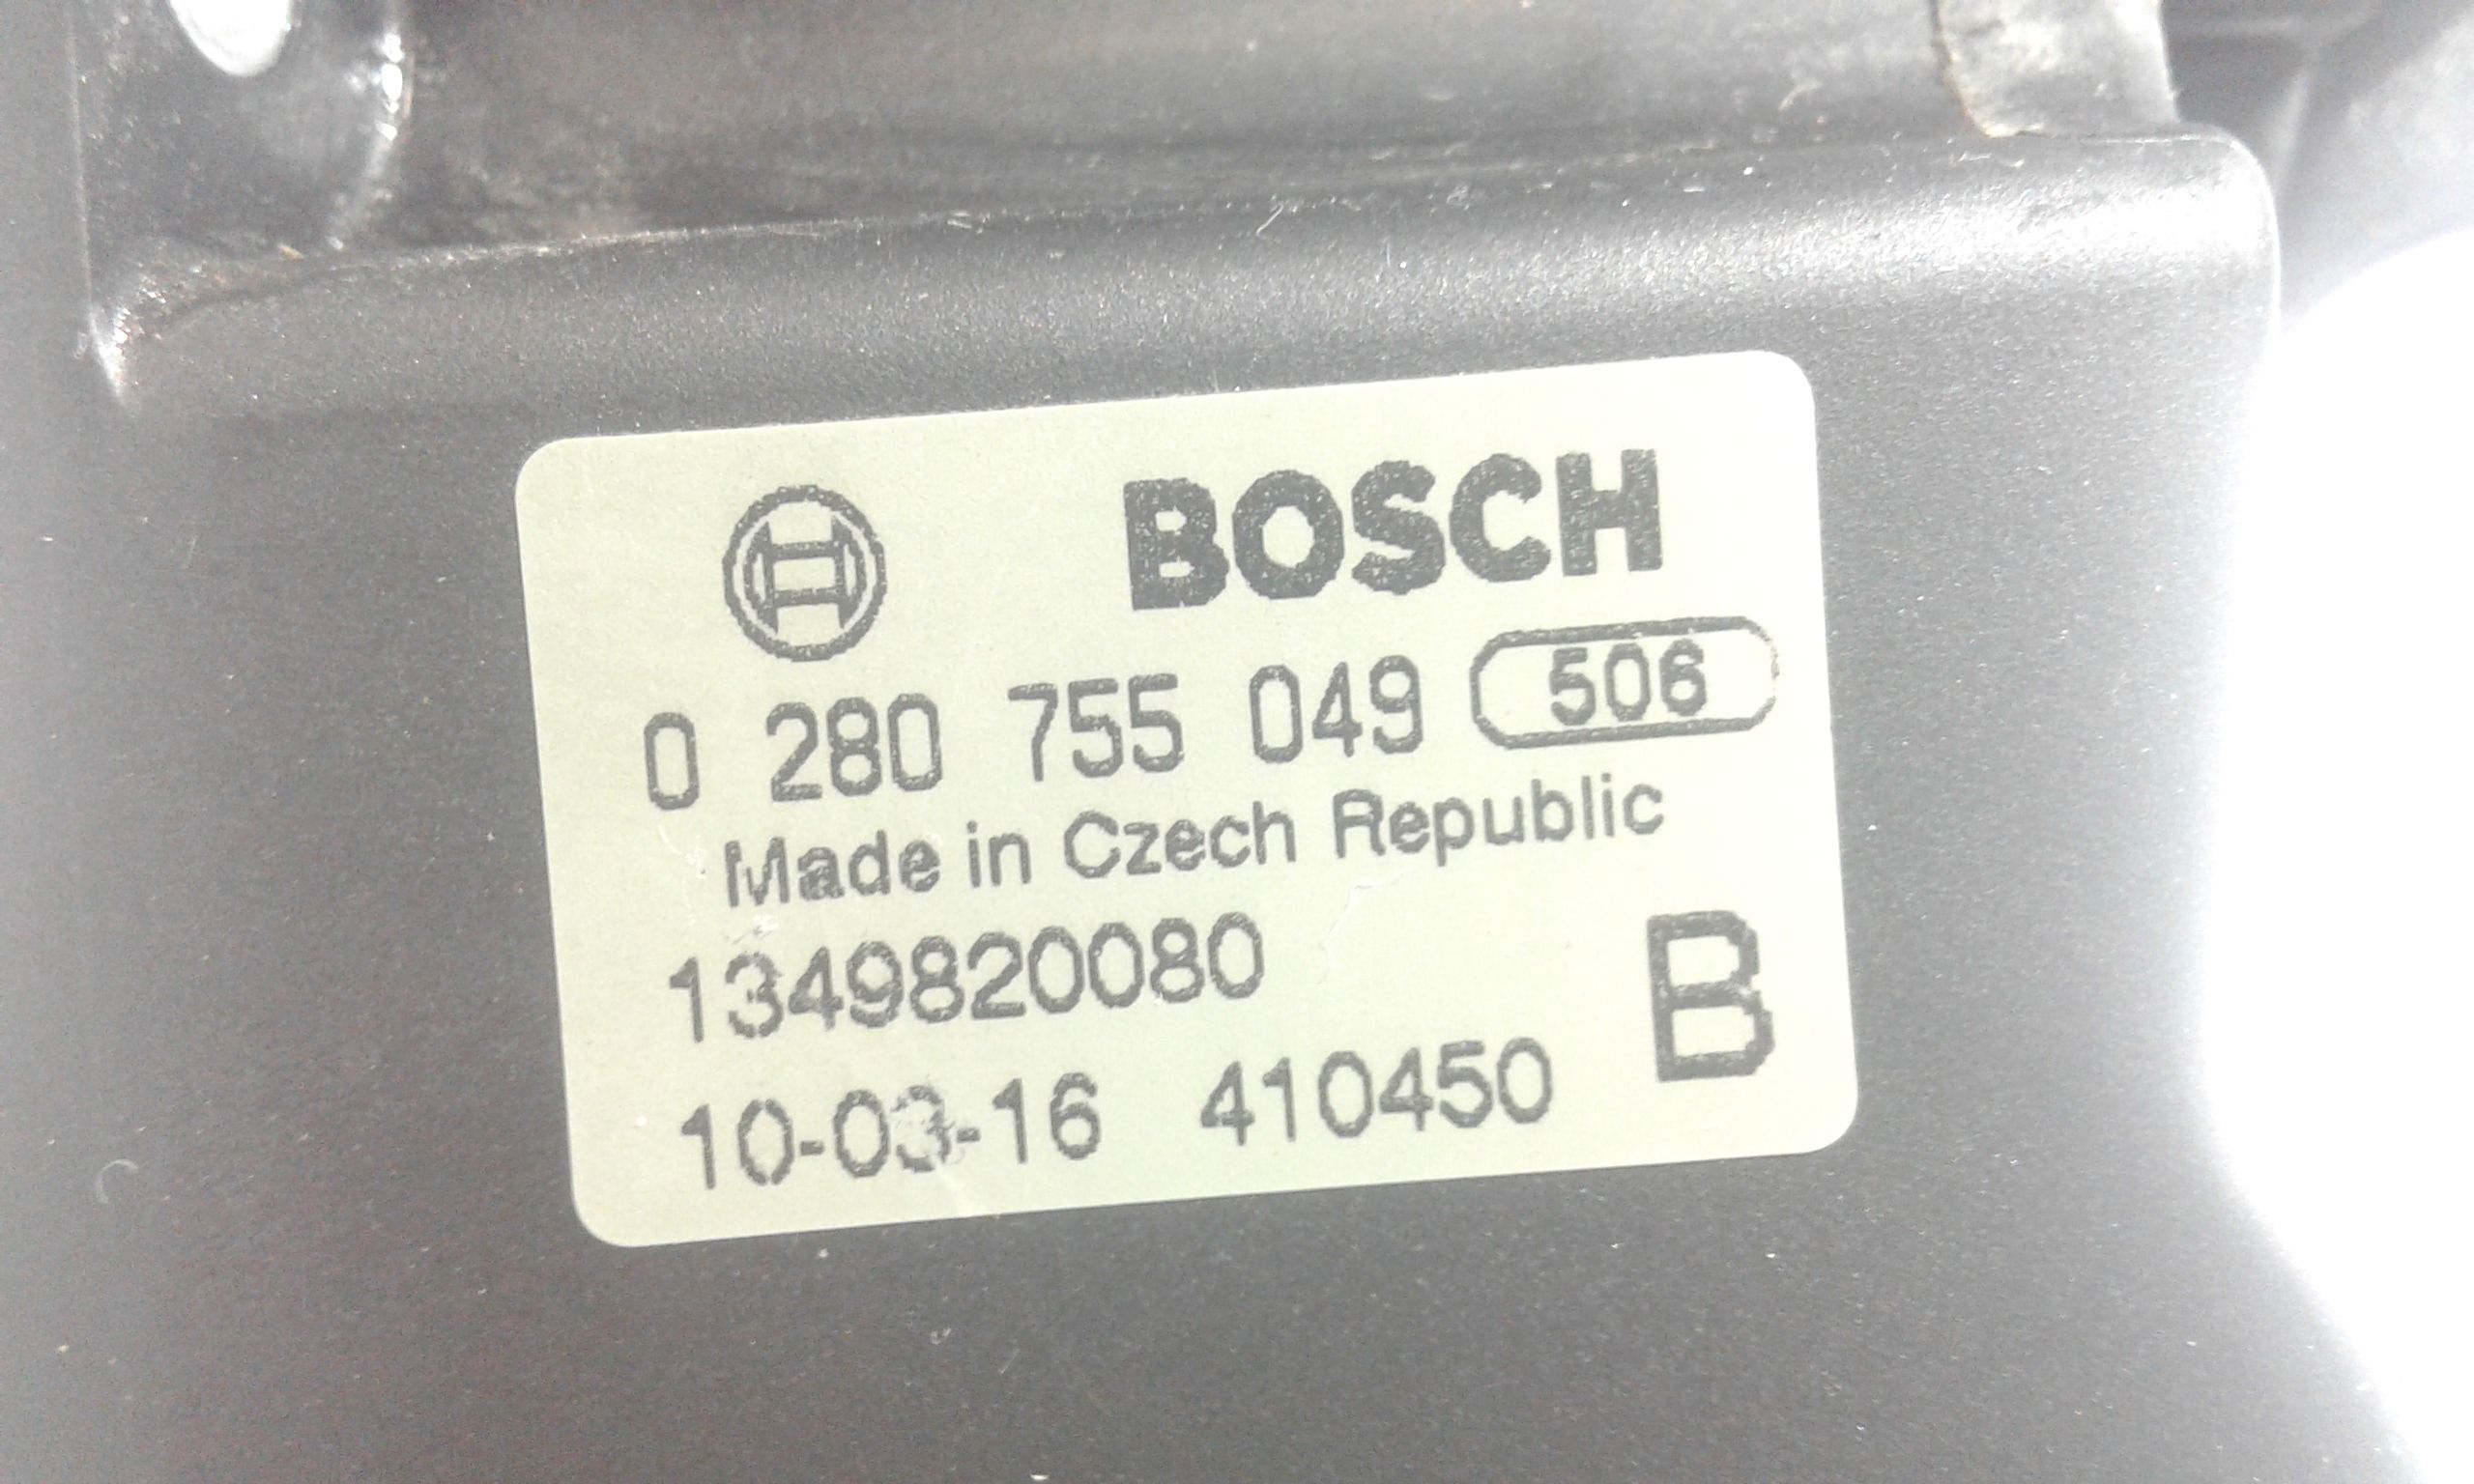 BOSCH
0 280 755 049 506
Made in Czech Republic
1349820080
B
10-03-16 410450